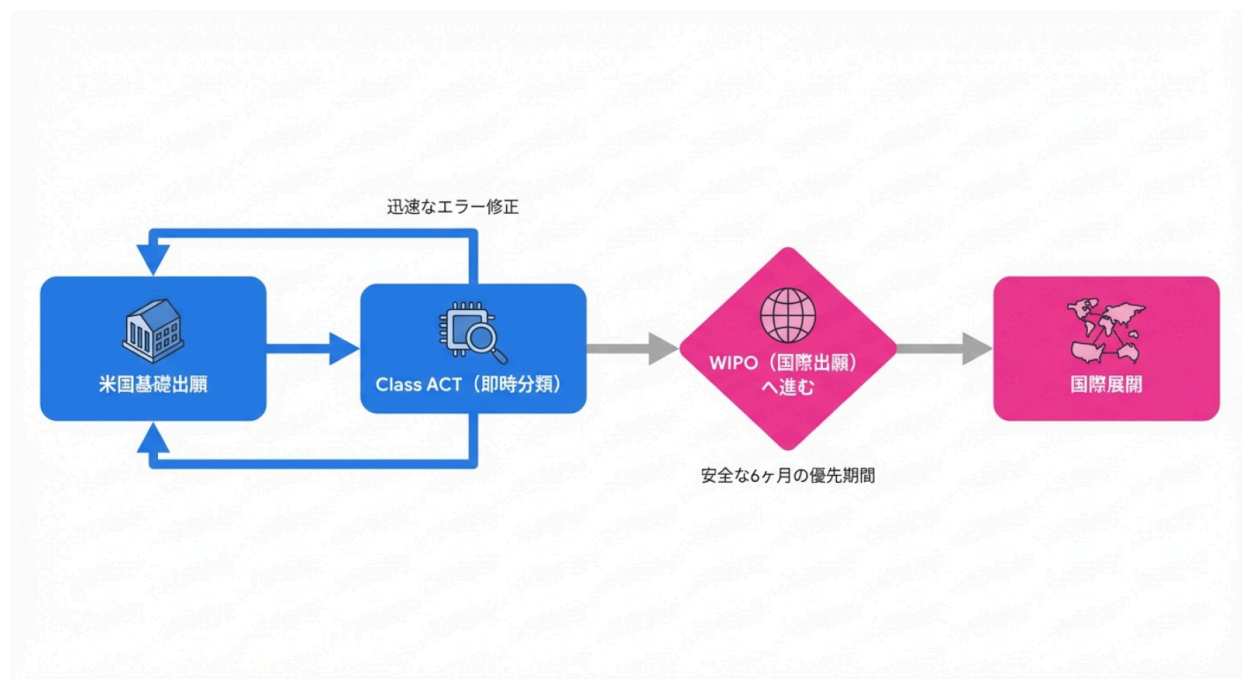 迅速なエラー修正
米国基礎出願
Class ACT（即時分類）
WIPO（国際出願）
へ進む
国際展開
安全な6ヶ月の優先期間